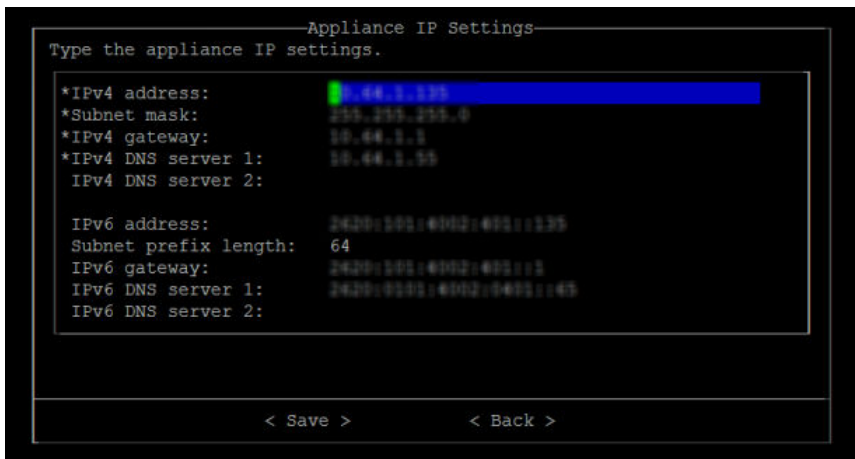 Appliance IP Settings
Type the appliance IP settings.
*IPv4 address:
*Subnet mask:
*IPv4 gateway:
*IPv4 DNS server 1:
IPv4 DNS server 2:
IPv6 address:
Subnet prefix length: 64
IPv6 gateway:
IPv6 DNS server 1:
IPv6 DNS server 2:
< Save > < Back >